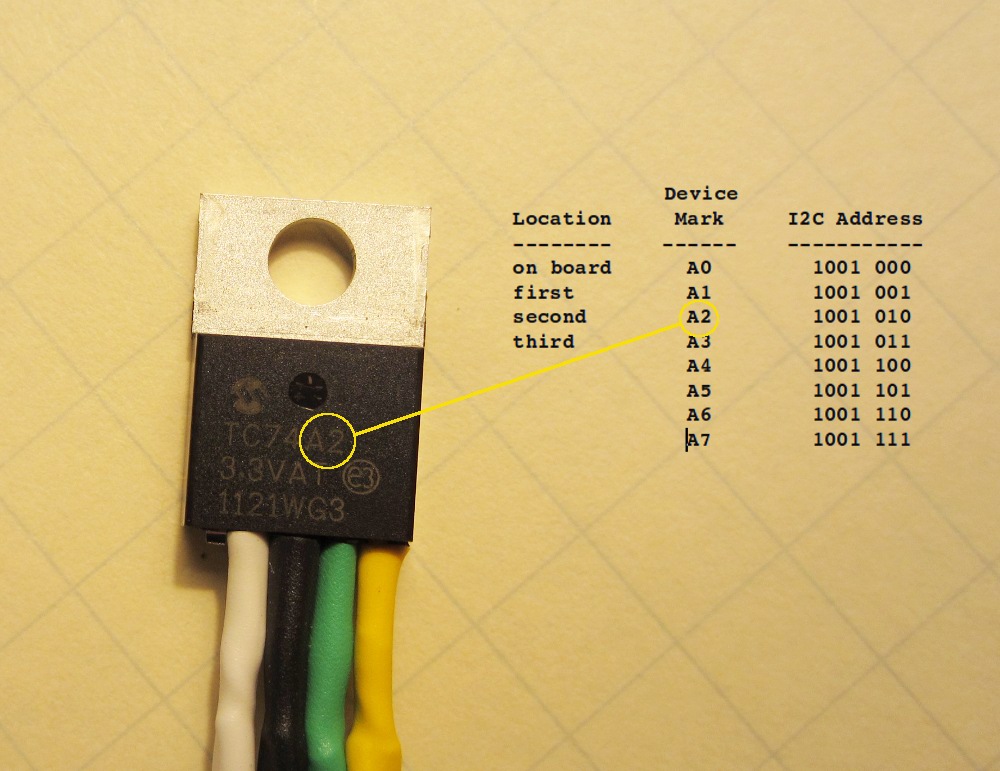 TC74A2
3.3VAT e3
1121WG3
Device
Location Mark I2C Address
-------- ------ -----------
on board A0 1001 000
first A1 1001 001
second A2 1001 010
third A3 1001 011
A4 1001 100
A5 1001 101
A6 1001 110
A7 1001 111